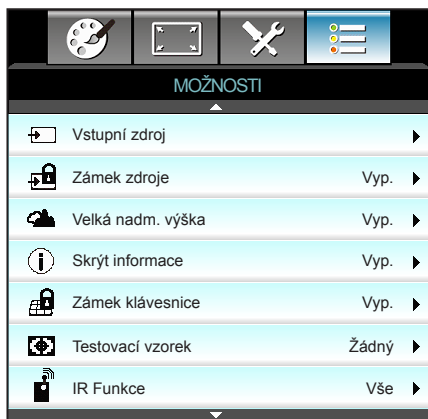 MOŽNOSTI
Vstupní zdroj
Zámek zdroje Vyp.
Velká nadm. výška Vyp.
Skrýt informace Vyp.
Zámek klávesnice Vyp.
Testovací vzorek Žádný
IR Funkce Vše